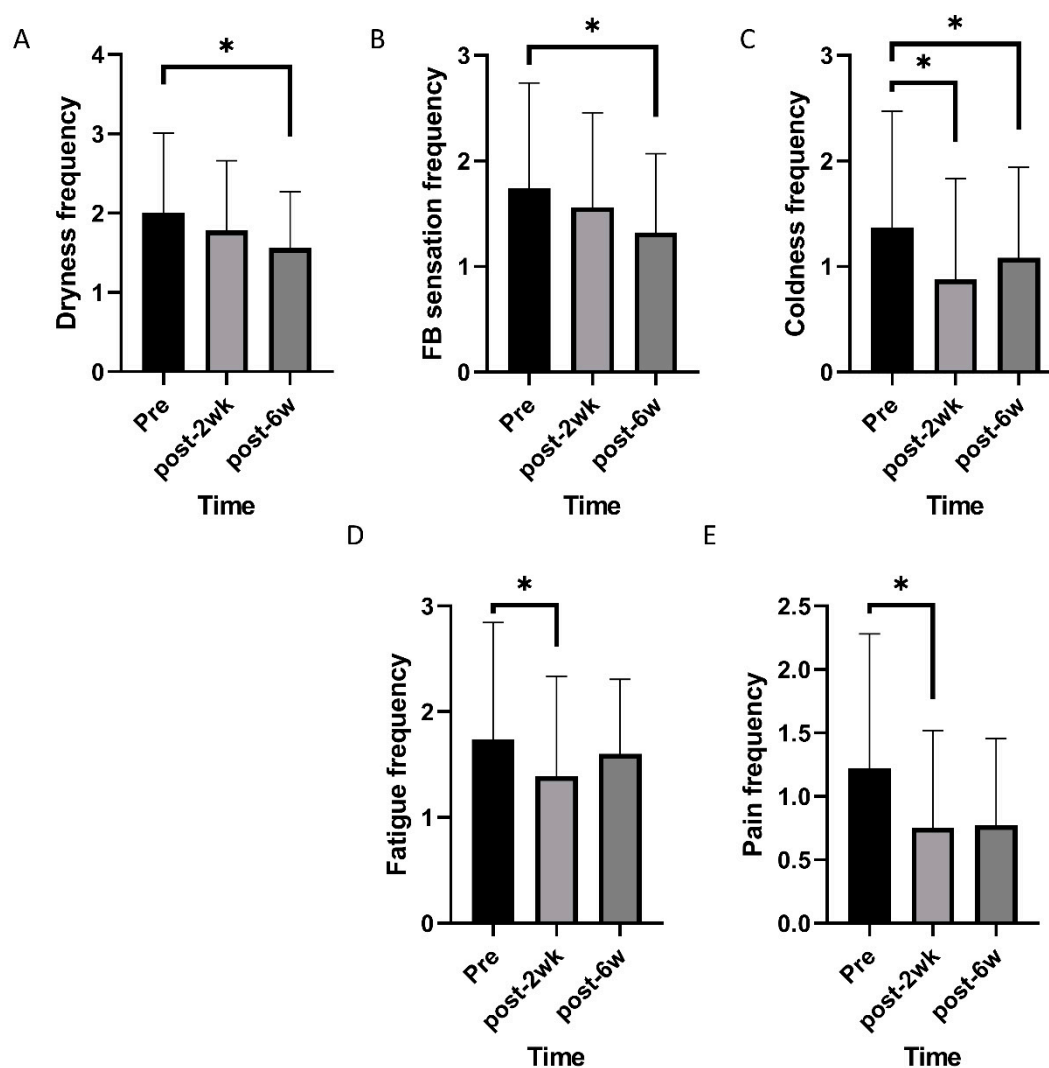 A
Dryness frequency
4
3
2
1
0
*
Pre
post-2wk
post-6w
Time
B
FB sensation frequency
3
2
1
0
*
Pre
post-2wk
post-6w
Time
C
Coldness frequency
3
2
1
0
*
*
Pre
post-2wk
post-6w
Time
D
Fatigue frequency
3
2
1
0
*
Pre
post-2wk
post-6w
Time
E
Pain frequency
2.5
2.0
1.5
1.0
0.5
0.0
*
Pre
post-2wk
post-6w
Time